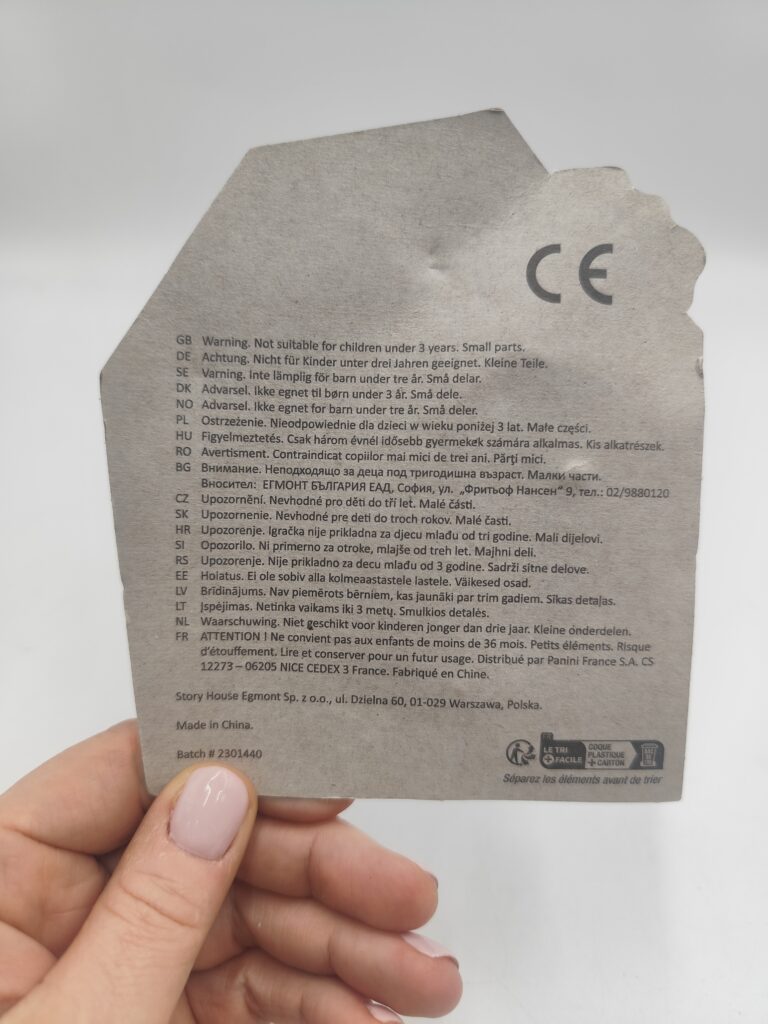 CE
GB Warning. Not suitable for children under 3 years. Small parts.
DE Achtung. Nicht für Kinder unter drei Jahren geeignet. Kleine Teile.
SE Varning. Inte lämplig för barn under tre år. Små delar.
DK Advarsel. Ikke egnet til børn under 3 år. Små dele.
NO Advarsel. Ikke egnet for barn under tre år. Små deler.
PL Ostrzeżenie. Nieodpowiednie dla dzieci w wieku poniżej 3 lat. Małe części.
HU Figyelmeztetés. Csak három évnél idősebb gyermekek számára alkalmas. Kis alkatrészek.
RO Avertisment. Contraindicat copiilor mai mici de trei ani. Părți mici.
BG Внимание. Неподходящо за деца под тригодишна възраст. Малки части.
Вносител: ЕГМОНТ БЪЛГАРИЯ ЕАД, София, ул. „Фритьоф Нансен“ 9, тел.: 02/9880120
CZ Upozornění. Nevhodné pro děti do tří let. Malé části.
SK Upozornenie. Nevhodné pre deti do troch rokov. Malé časti.
HR Upozorenje. Igračka nije prikladna za djecu mlađu od tri godine. Mali dijelovi.
SI Opozorilo. Ni primerno za otroke, mlajše od treh let. Majhni deli.
RS Upozorenje. Nije prikladno za decu mlađu od 3 godine. Sadrži sitne delove.
EE Hoiatus. Ei ole sobiv alla kolmeaastastele lastele. Väikesed osad.
LV Brīdinājums. Nav piemērots bērniem, kas jaunāki par trim gadiem. Sīkas detaļas.
LT Įspėjimas. Netinka vaikams iki 3 metų. Smulkios detalės.
NL Waarschuwing. Niet geschikt voor kinderen jonger dan drie jaar. Kleine onderdelen.
FR ATTENTION ! Ne convient pas aux enfants de moins de 36 mois. Petits éléments. Risque
d’étouffement. Lire et conserver pour un futur usage. Distribué par Panini France S.A. CS
12273 – 06205 NICE CEDEX 3 France. Fabriqué en Chine.
Story House Egmont Sp. z o.o., ul. Dzielna 60, 01-029 Warszawa, Polska.
Made in China.
Batch # 2301440
LE TRI
+ FACILE
COQUE
PLASTIQUE
+ CARTON
Séparez les éléments avant de trier